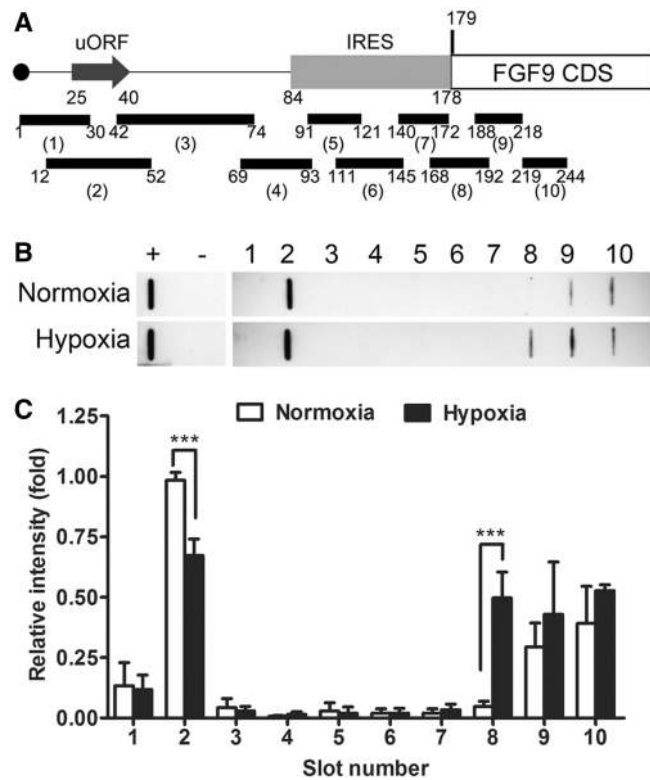 A
179
uORF
IRES
FGF9 CDS
25 40 84 178
1 30 42 74 91 121 140 172 188 218
(1) (3) (5) (7) (9)
12 52 69 93 111 145 168 192 219 244
(2) (4) (6) (8) (10)
B
+ - 1 2 3 4 5 6 7 8 9 10
Normoxia
Hypoxia
C
Normoxia Hypoxia
Relative intensity (fold)
1.25
1.00
0.75
0.50
0.25
0.00
***
***
1 2 3 4 5 6 7 8 9 10
Slot number